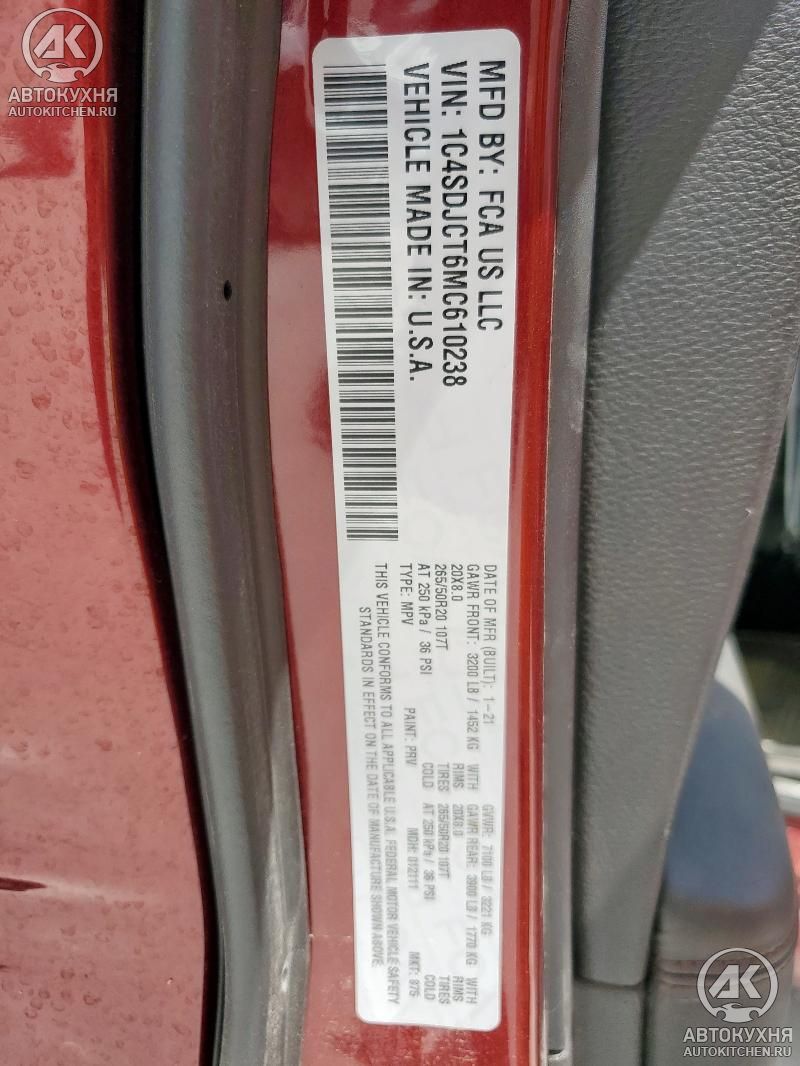 AK
АВТОКУХНЯ
AUTOKITCHEN.RU
MFD BY: FCA US LLC
VIN: 1C4SDJCT6MC610238
VEHICLE MADE IN: U.S.A.
DATE OF MFR (BUILT): 1-21 GVWR: 7100 LB / 3221 KG
GAWR FRONT: 3200 LB / 1452 KG WITH GAWR REAR: 3900 LB / 1770 KG WITH
20X8.0 RIMS 20X8.0 RIMS
265/50R20 107T TIRES 265/50R20 107T TIRES
AT 250 kPa / 36 PSI COLD AT 250 kPa / 36 PSI COLD
TYPE: MPV PAINT: PRV MDH: 012111 MKT: 875
THIS VEHICLE CONFORMS TO ALL APPLICABLE U.S.A. FEDERAL MOTOR VEHICLE SAFETY
STANDARDS IN EFFECT ON THE DATE OF MANUFACTURE SHOWN ABOVE.
AK
АВТОКУХНЯ
AUTOKITCHEN.RU